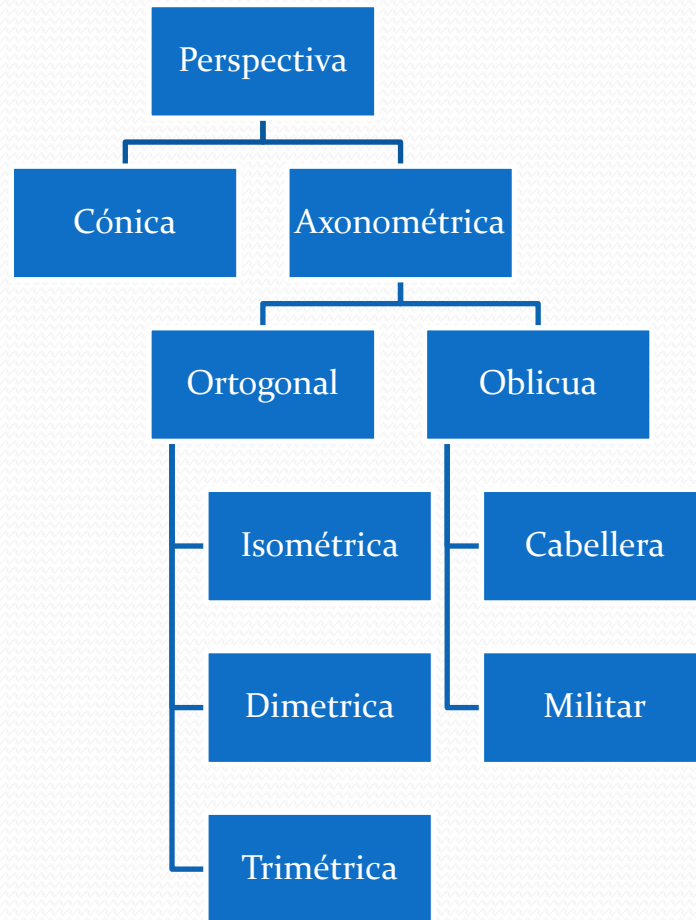 Perspectiva
Cónica
Axonométrica
Ortogonal
Oblicua
Isométrica
Cabellera
Dimetrica
Militar
Trimétrica